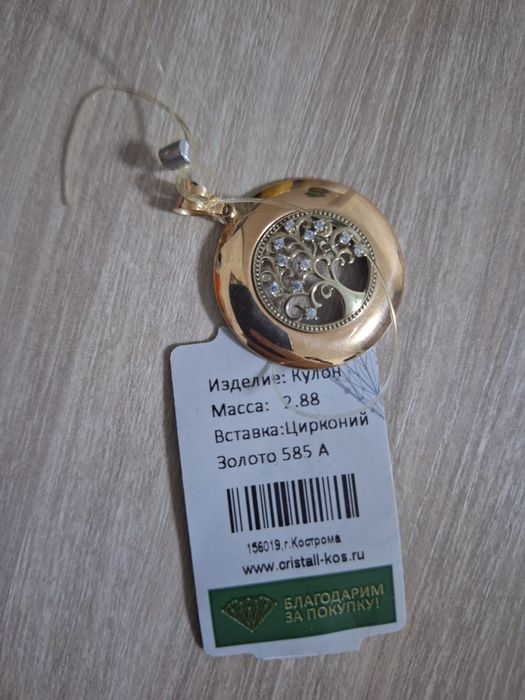 Изделие: Кулон
Масса: 2.88
Вставка:Цирконий
Золото 585 А
156019,г.Кострома
www.cristall-kos.ru
БЛАГОДАРИМ
ЗА ПОКУПКУ!